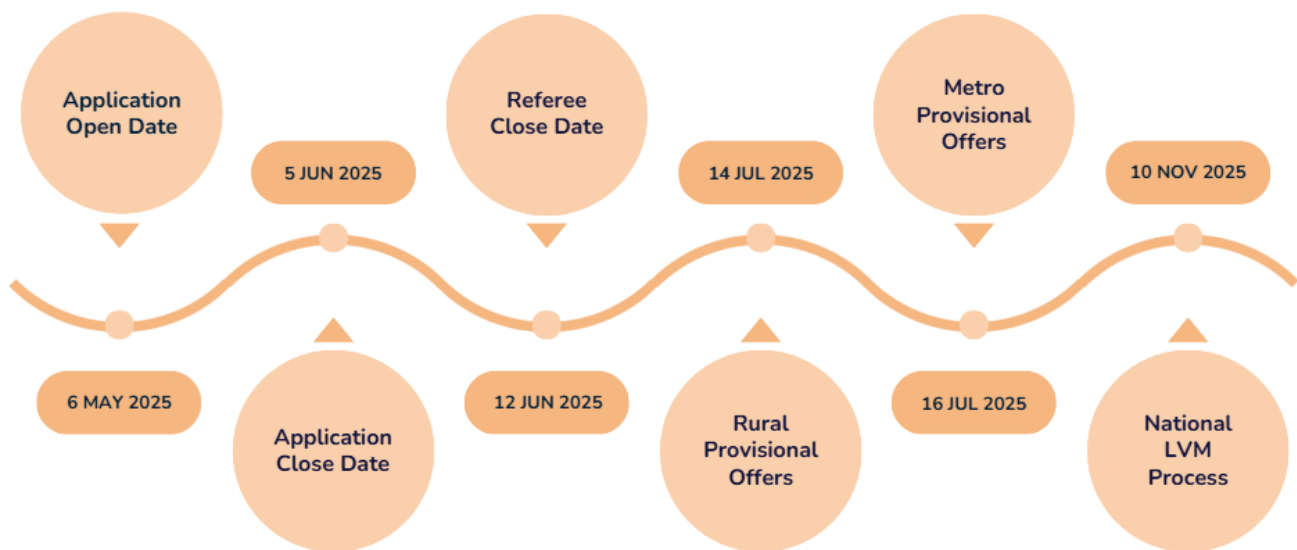 Application
Open Date
6 MAY 2025
5 JUN 2025
Application
Close Date
Referee
Close Date
12 JUN 2025
14 JUL 2025
Rural
Provisional
Offers
Metro
Provisional
Offers
16 JUL 2025
10 NOV 2025
National
LVM
Process